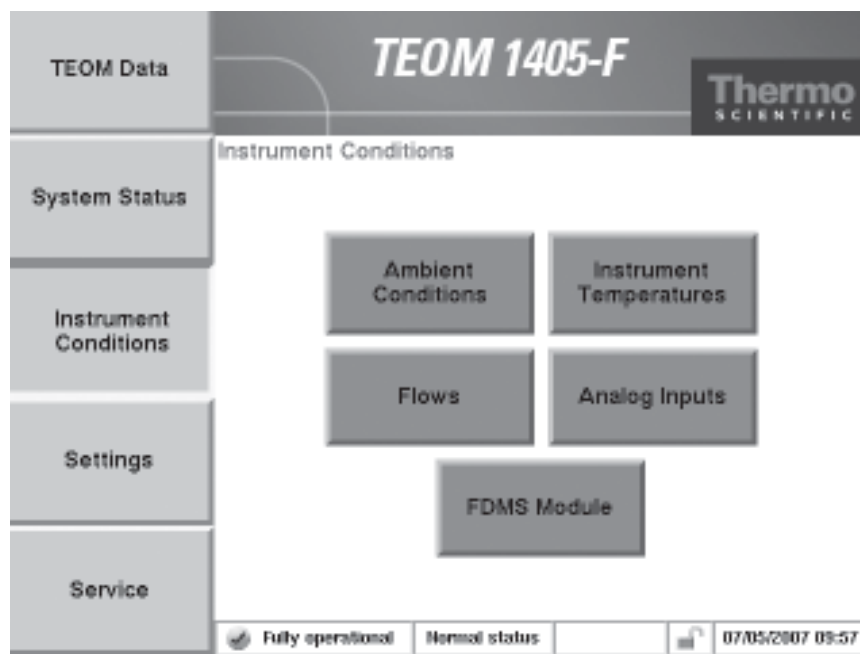 TEOM Data
TEOM 1405-F
Thermo
SCIENTIFIC
Instrument Conditions
System Status
Ambient
Conditions
Instrument
Temperatures
Instrument
Conditions
Flows
Analog Inputs
Settings
FDMS Module
Service
Fully operational
Normal status
07/05/2007 09:57